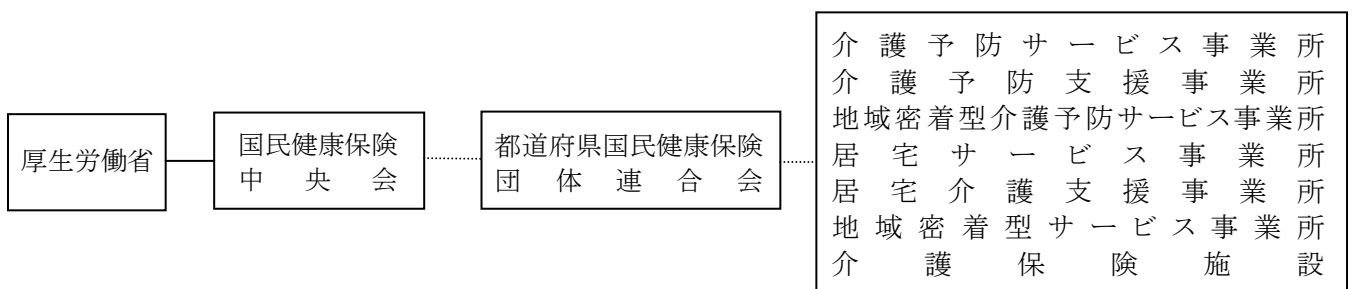 厚生労働省
国民健康保険
中央会
都道府県国民健康保険
団体連合会
介護予防サービス事業所
介護予防支援事業所
地域密着型介護予防サービス事業所
居宅サービス事業所
居宅介護支援事業所
地域密着型サービス事業所
介護保険施設